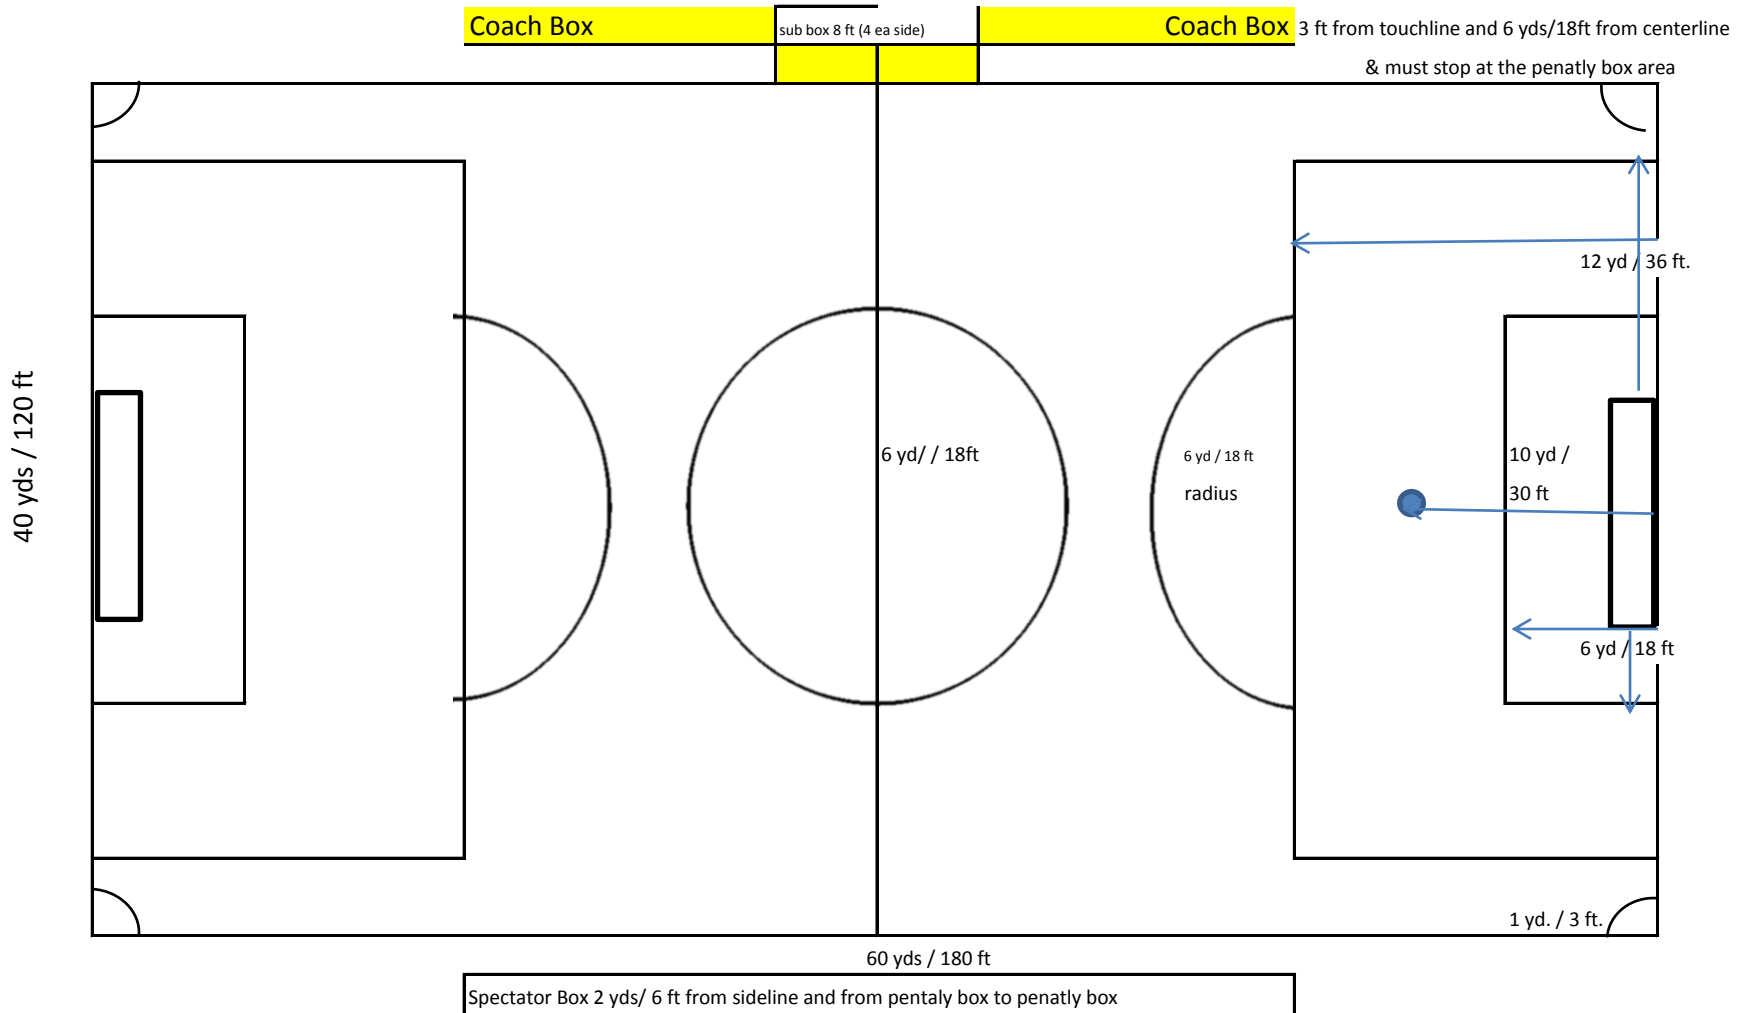 Coach Box
sub box 8 ft (4 ea side)
Coach Box
3 ft from touchline and 6 yds/18ft from centerline
& must stop at the penatly box area
12 yd / 36 ft.
40 yds / 120 ft
6 yd/ / 18ft
6 yd / 18 ft
radius
10 yd /
30 ft
6 yd / 18 ft
1 yd. / 3 ft.
60 yds / 180 ft
Spectator Box 2 yds/ 6 ft from sideline and from pentaly box to penatly box